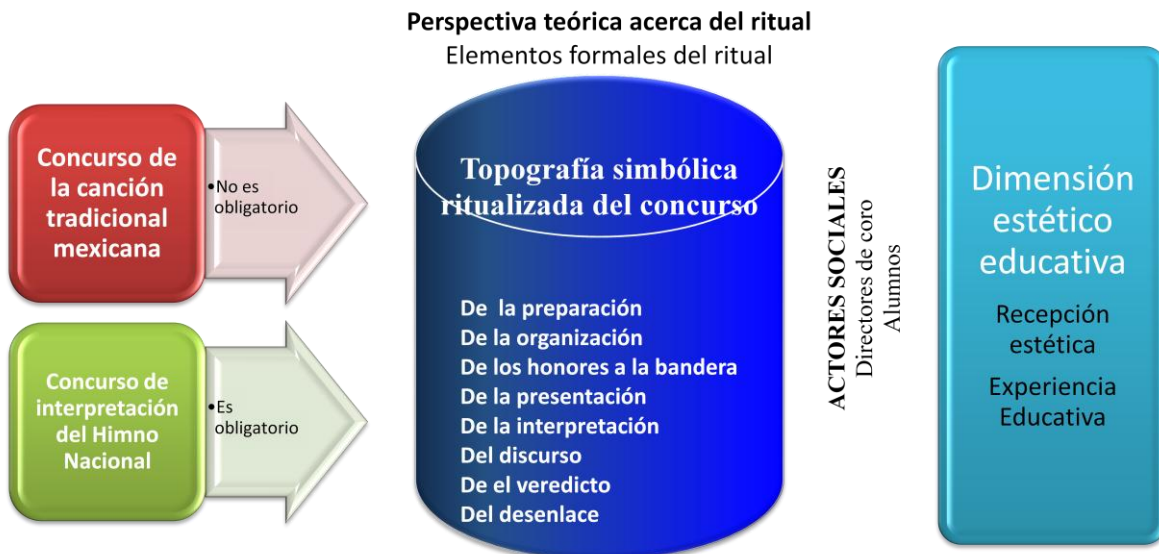 Perspectiva teórica acerca del ritual
Elementos formales del ritual
Concurso de
la canción
tradicional
mexicana
•No es
obligatorio
Concurso de
interpretación
del Himno
Nacional
•Es
obligatorio
Topografía simbólica
ritualizada del concurso
De la preparación
De la organización
De los honores a la bandera
De la presentación
De la interpretación
Del discurso
De el veredicto
Del desenlace
ACTORES SOCIALES
Directores de coro
Alumnos
Dimensión
estético
educativa
Recepción
estética
Experiencia
Educativa